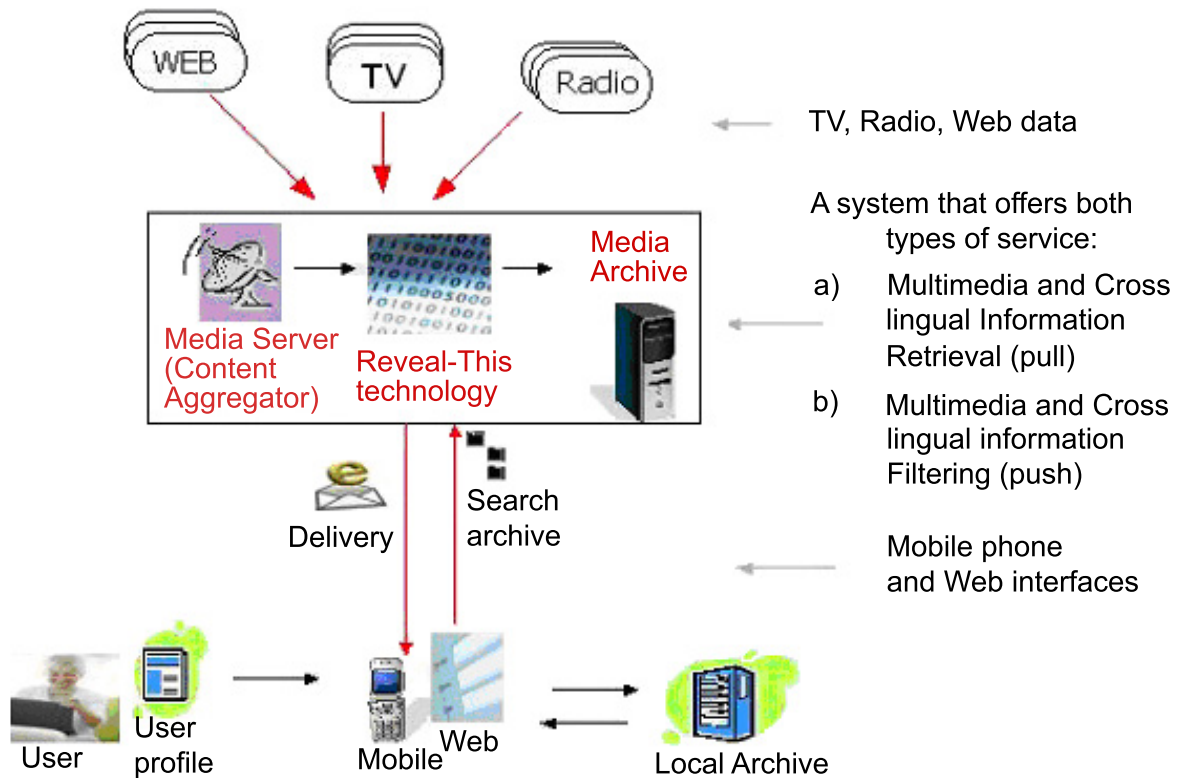 WEB
TV
Radio
TV, Radio, Web data
A system that offers both
types of service:
a) Multimedia and Cross
lingual Information
Retrieval (pull)
b) Multimedia and Cross
lingual information
Filtering (push)
Media
Archive
Media Server
(Content
Aggregator)
Reveal-This
technology
Delivery
Search
archive
Mobile phone
and Web interfaces
User
User
profile
Mobile
Web
Local Archive